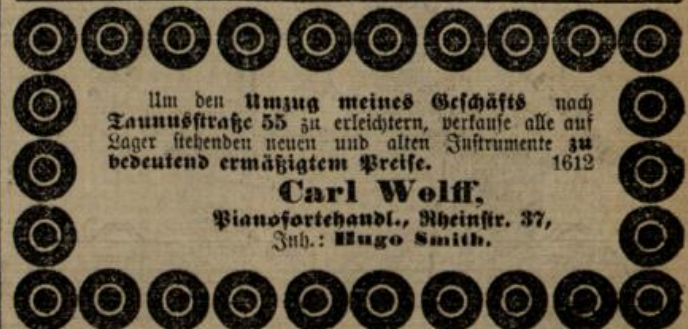 Um den Umzug meines Geschäfts nach
Taunusstraße 55 zu erleichtern, verkaufe alle auf
Lager stehenden neuen und alten Instrumente zu
bedeutend ermäßigtem Preise. 1612
Carl Wolff,
Pianofortehandl., Rheinstr. 37,
Inh.: Hugo Smith.